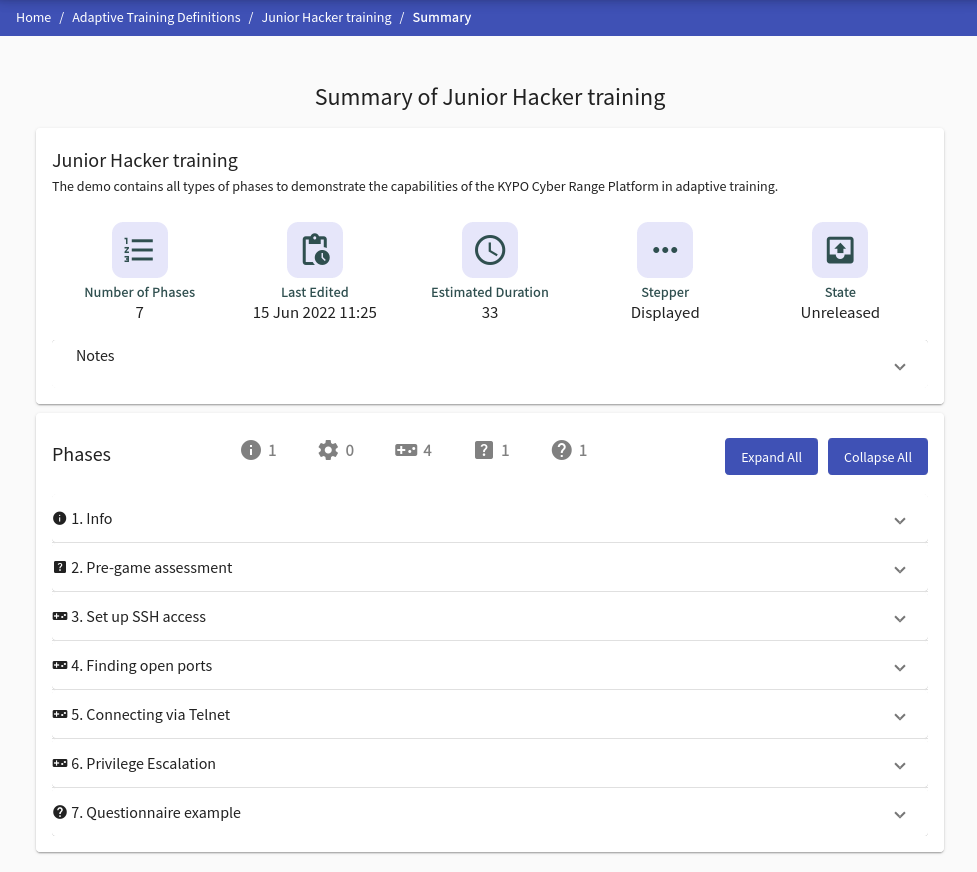 Home / Adaptive Training Definitions / Junior Hacker training / Summary
Summary of Junior Hacker training
Junior Hacker training
The demo contains all types of phases to demonstrate the capabilities of the KYPO Cyber Range Platform in adaptive training.
Number of Phases Last Edited Estimated Duration Stepper State
7 15 Jun 2022 11:25 33 Displayed Unreleased
Notes
Phases 1 0 4 1 1 Expand All Collapse All
1. Info
2. Pre-game assessment
3. Set up SSH access
4. Finding open ports
5. Connecting via Telnet
6. Privilege Escalation
7. Questionnaire example